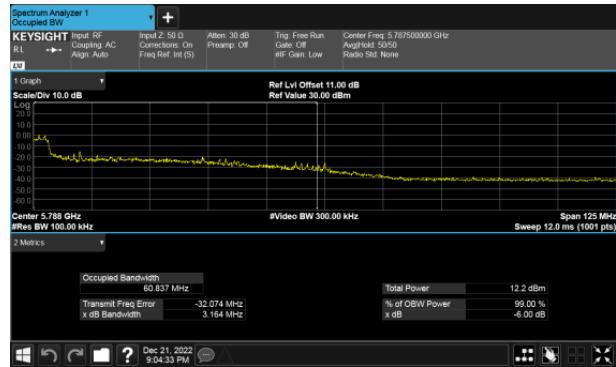 Spectrum Analyzer 1
Occupied BW
+
KEYSIGHT Input: RF Input Z: 50 Ω Atten: 30 dB Trig: Free Run Center Freq: 5.787500000 GHz
RL Coupling: AC Corrections: On Preamp: Off Gate: Off Avg|Hold: 50/50
Align: Auto Freq Ref: Int (S) #IF Gain: Low Radio Std: None
LXI
1 Graph
Ref Lvl Offset 11.00 dB
Scale/Div 10.0 dB Ref Value 30.00 dBm
Log
20.0
10.0
0.00
-10.0
-20.0
-30.0
-40.0
-50.0
-60.0
Center 5.788 GHz #Video BW 300.00 kHz Span 125 MHz
#Res BW 100.00 kHz Sweep 12.0 ms (1001 pts)
2 Metrics
Occupied Bandwidth
60.837 MHz Total Power 12.2 dBm
Transmit Freq Error -32.074 MHz % of OBW Power 99.00 %
x dB Bandwidth 3.164 MHz x dB -6.00 dB
? Dec 21, 2022
9:04:33 PM